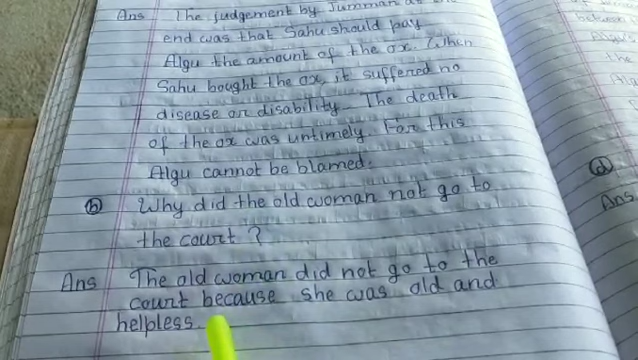 Ans The judgement by Jumman at
end was that Sahu should pay
Algu the amount of the ox. When
Sahu bought the ox it suffered no
disease or disability. The death
of the ox was untimely. For this
Algu cannot be blamed.
(b) Why did the old woman not go to
the court ?
Ans The old woman did not go to the
court because she was old and
helpless.
(d)
Ans